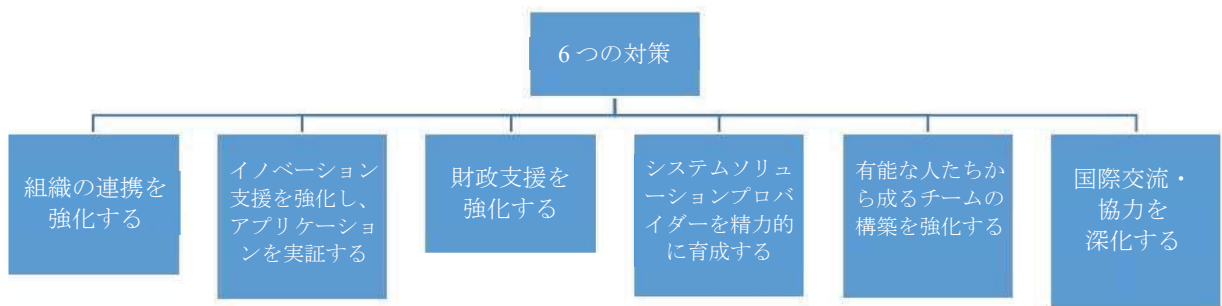 6つの対策
組織の連携を
強化する
イノベーション
支援を強化し、
アプリケーショ
ンを実証する
財政支援を
強化する
システムソリ
ューションプロ
バイダーを精力的
に育成する
有能な人たちか
ら成るチームの
構築を強化する
国際交流・
協力を
深化する